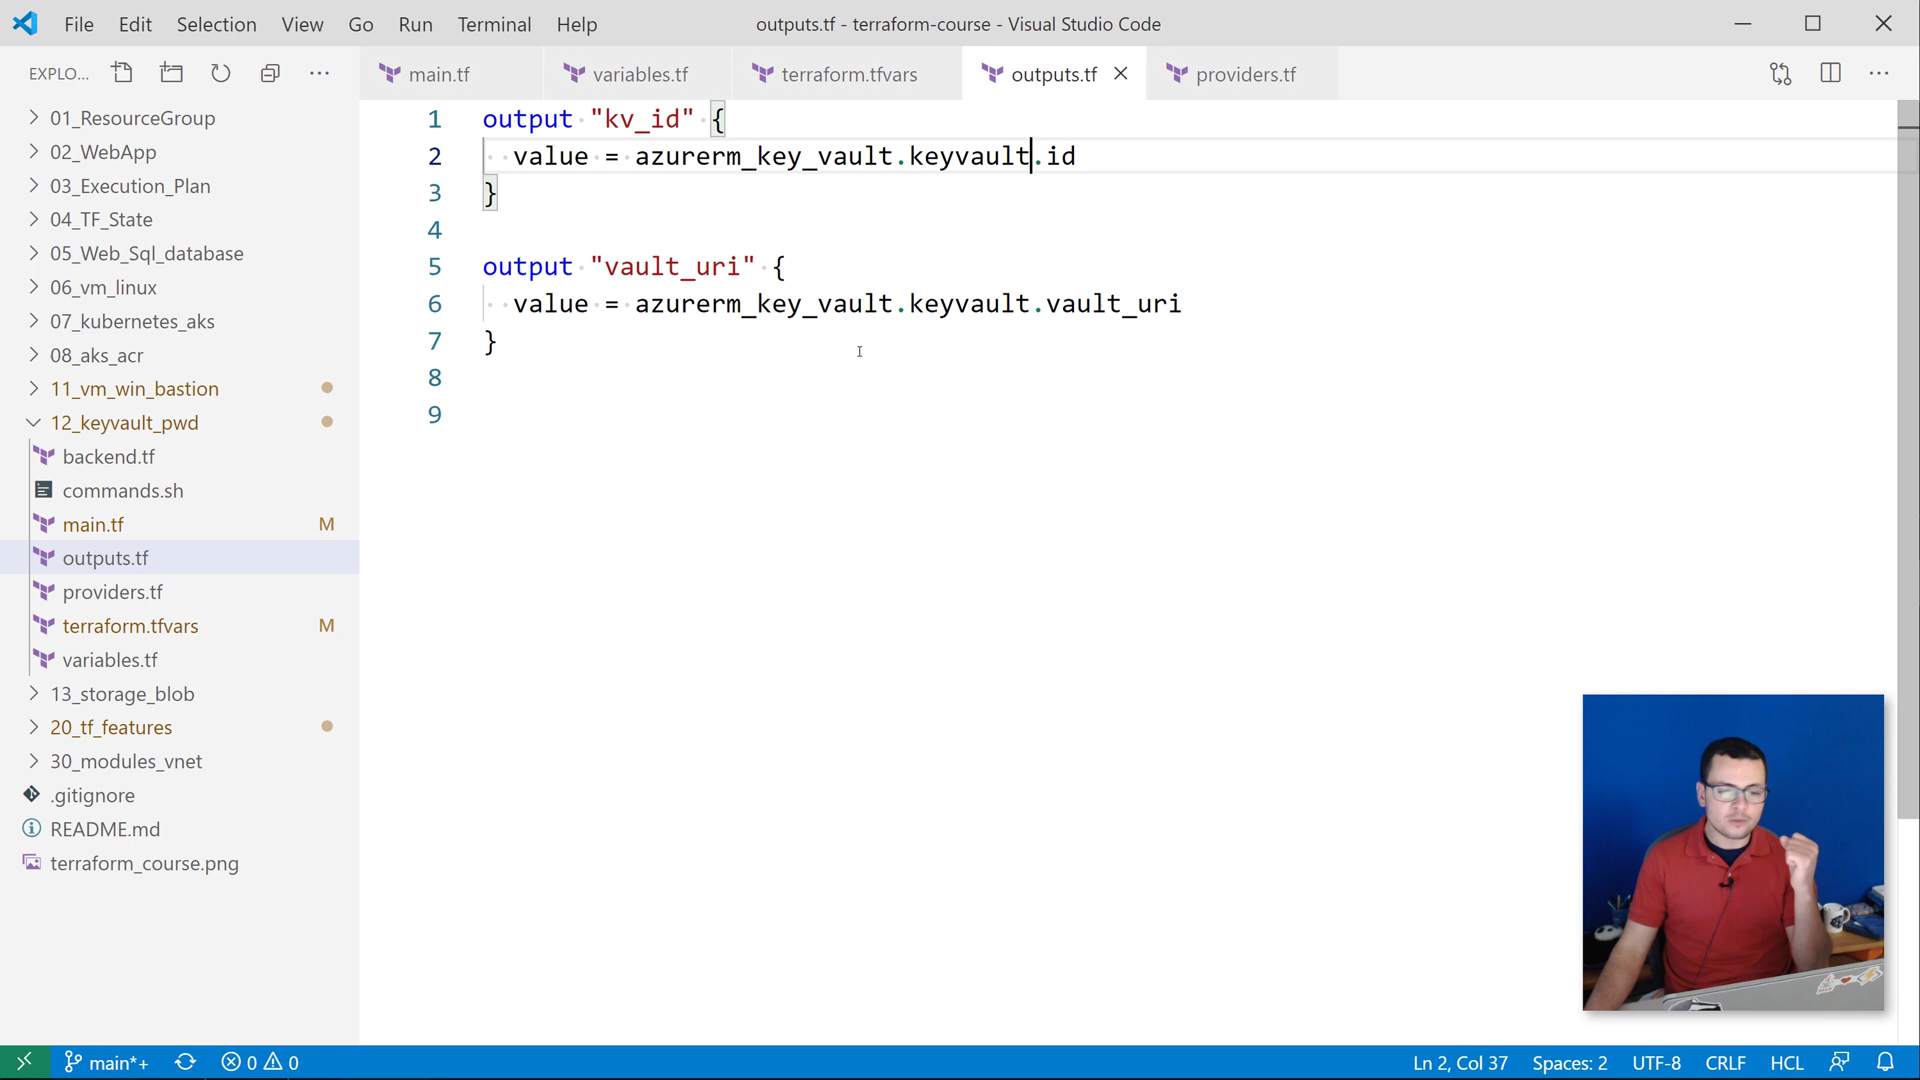 File Edit Selection View Go Run Terminal Help
outputs.tf - terraform-course - Visual Studio Code
EXPLO...
main.tf
variables.tf
terraform.tfvars
outputs.tf
providers.tf
01_ResourceGroup
02_WebApp
03_Execution_Plan
04_TF_State
05_Web_Sql_database
06_vm_linux
07_kubernetes_aks
08_aks_acr
11_vm_win_bastion
12_keyvault_pwd
backend.tf
commands.sh
main.tf M
outputs.tf
providers.tf
terraform.tfvars M
variables.tf
13_storage_blob
20_tf_features
30_modules_vnet
.gitignore
README.md
terraform_course.png
1 output "kv_id" {
2 value = azurerm_key_vault.keyvault.id
3 }
4
5 output "vault_uri" {
6 value = azurerm_key_vault.keyvault.vault_uri
7 }
8
9
main*+ 0 0
Ln 2, Col 37 Spaces: 2 UTF-8 CRLF HCL